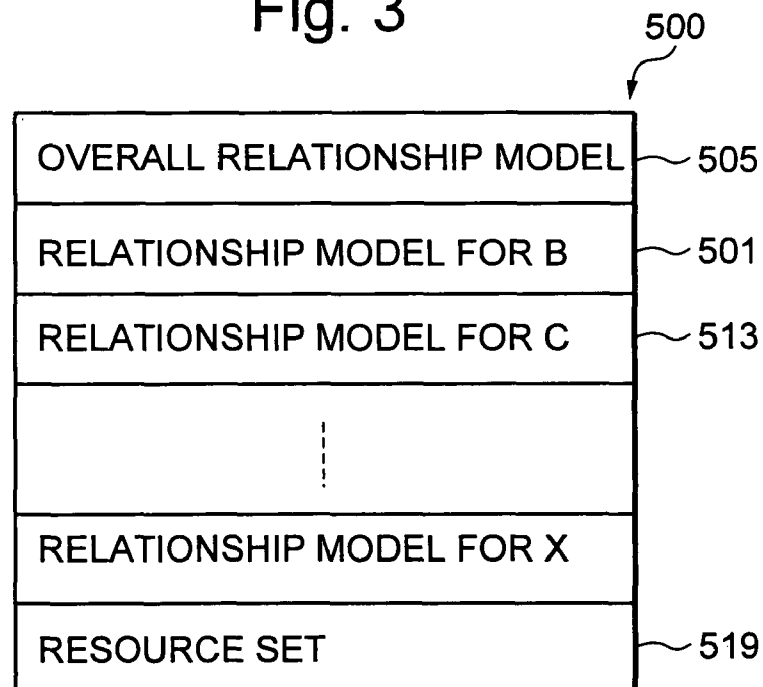 Fig. 3
500
OVERALL RELATIONSHIP MODEL 505
RELATIONSHIP MODEL FOR B 501
RELATIONSHIP MODEL FOR C 513
RELATIONSHIP MODEL FOR X
RESOURCE SET 519